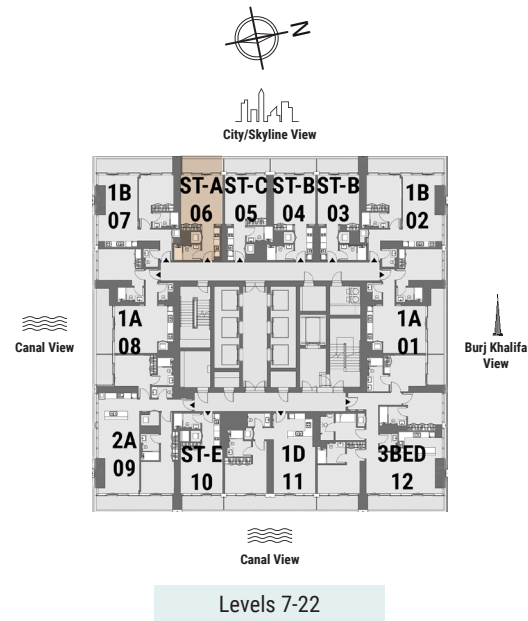 N
City/Skyline View
1B
07
ST-A
06
ST-C
05
ST-B
04
ST-B
03
1B
02
Canal View
1A
08
1A
01
Burj Khalifa
View
2A
09
ST-E
10
1D
11
3BED
12
Canal View
Levels 7-22